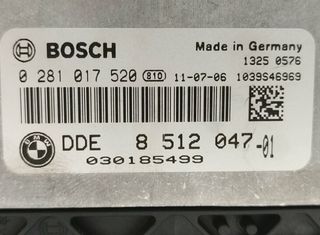 BOSCH
Made in Germany
1325 0576
0 281 017 520 810 11-07-06 1039S46969
BMW
DDE 8 512 047-01
030185499